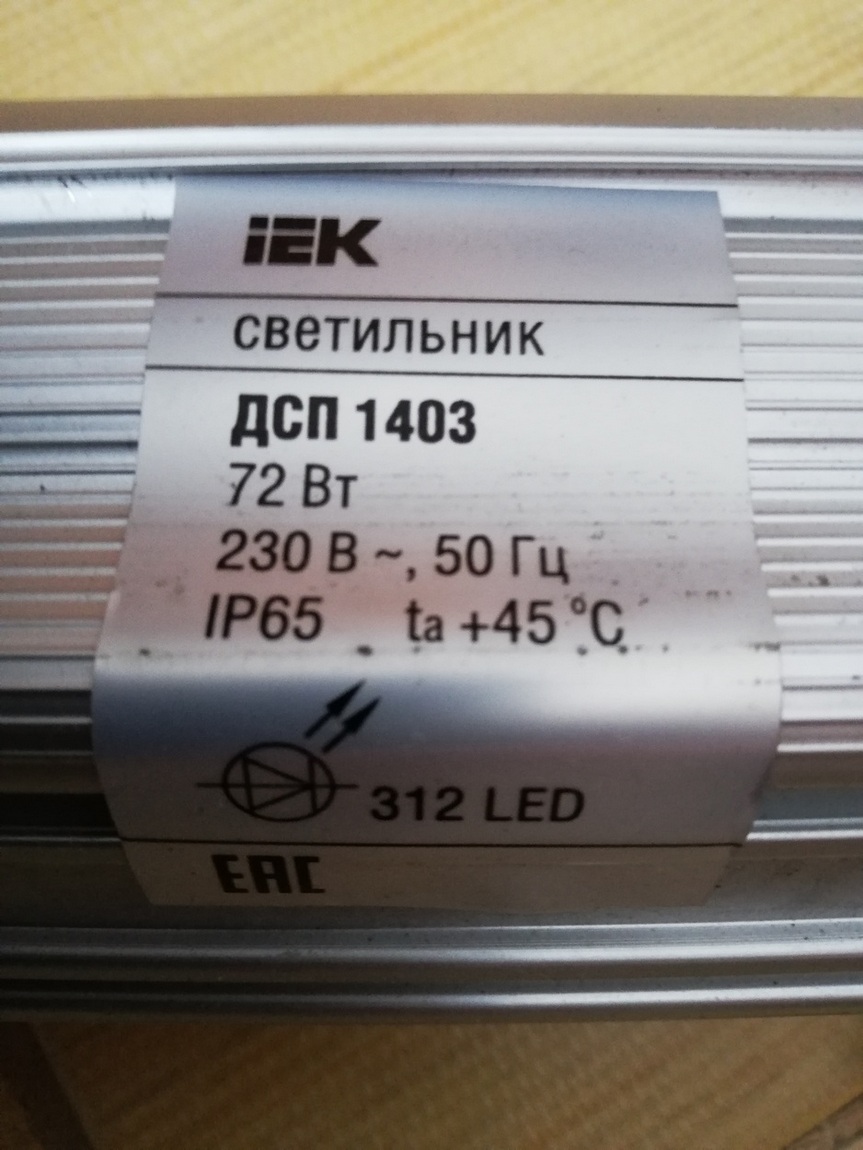 IEK
светильник
ДСП 1403
72 Вт
230 В ~, 50 Гц
IP65 ta +45 °C
312 LED
EAC